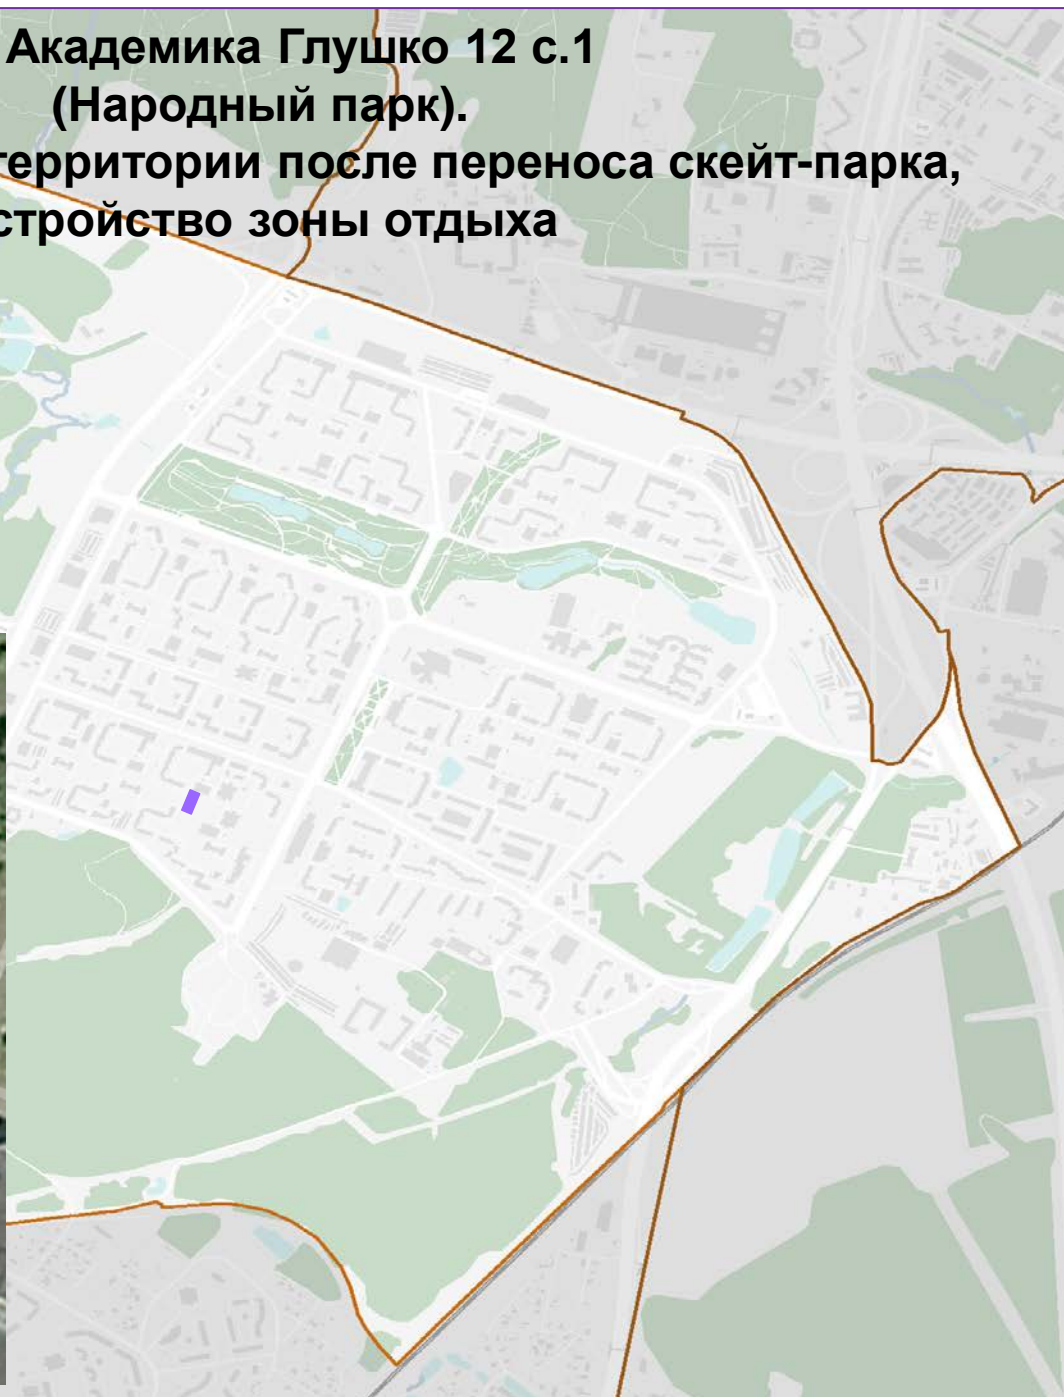 Академика Глушко 12 с.1
(Народный парк).
территории после переноса скейт-парка,
стройство зоны отдыха